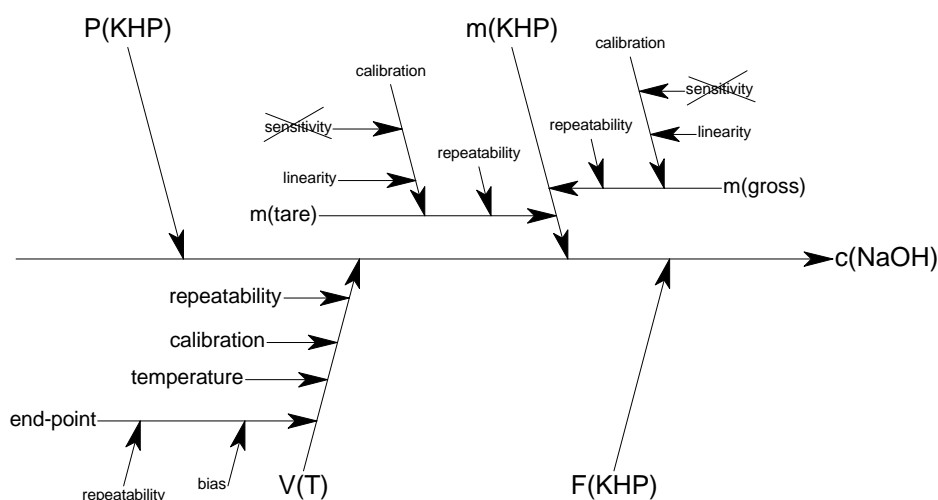 P(KHP)
m(KHP)
calibration
calibration
sensitivity
sensitivity
repeatability
linearity
repeatability
linearity
m(gross)
m(tare)
c(NaOH)
repeatability
calibration
temperature
end-point
repeatability
bias
V(T)
F(KHP)